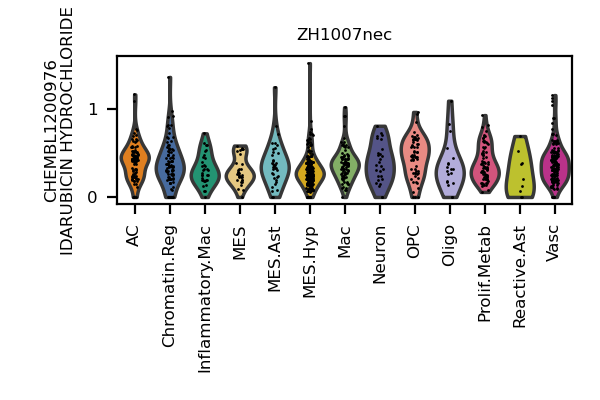 ZH1007nec
CHEMBL1200976
IDARUBICIN HYDROCHLORIDE
1
0
AC
Chromatin.Reg
Inflammatory.Mac
MES
MES.Ast
MES.Hyp
Mac
Neuron
OPC
Oligo
Prolif.Metab
Reactive.Ast
Vasc